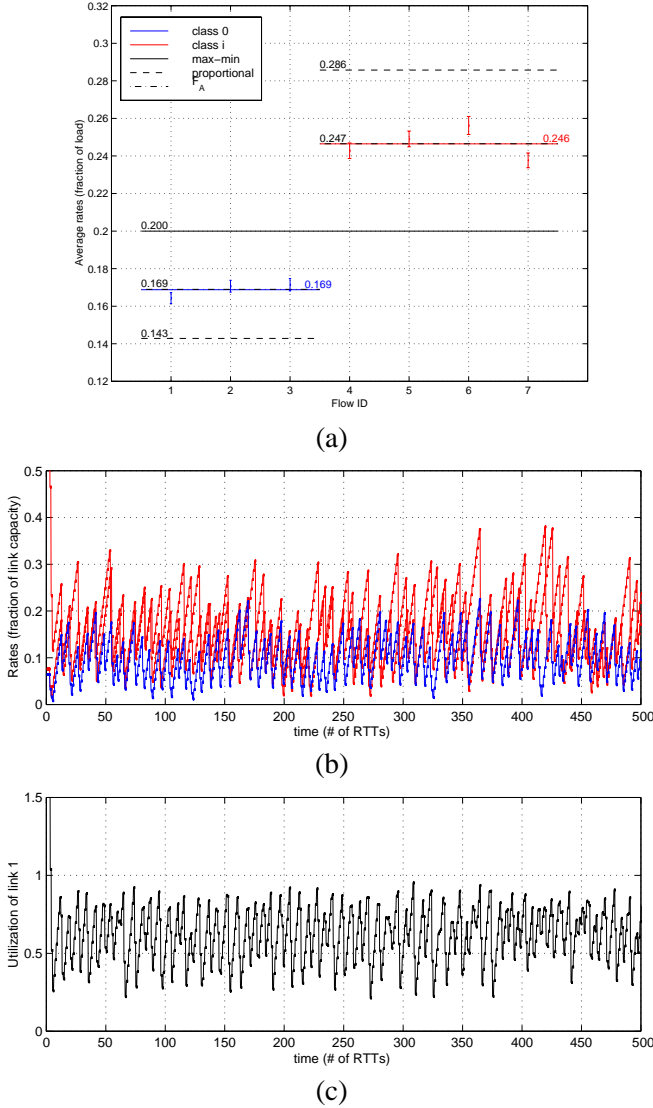 0.32
0.3
0.28
0.26
0.24
0.22
0.2
0.18
0.16
0.14
0.12
Average rates (fraction of load)
class 0
class i
max−min
proportional
F_A
0.286
0.247
0.246
0.200
0.169
0.169
0.143
1 2 3 4 5 6 7
Flow ID
(a)
0.5
0.4
0.3
0.2
0.1
0
Rates (fraction of link capacity)
0 50 100 150 200 250 300 350 400 450 500
time (# of RTTs)
(b)
1.5
1
0.5
0
Utilization of link 1
0 50 100 150 200 250 300 350 400 450 500
time (# of RTTs)
(c)